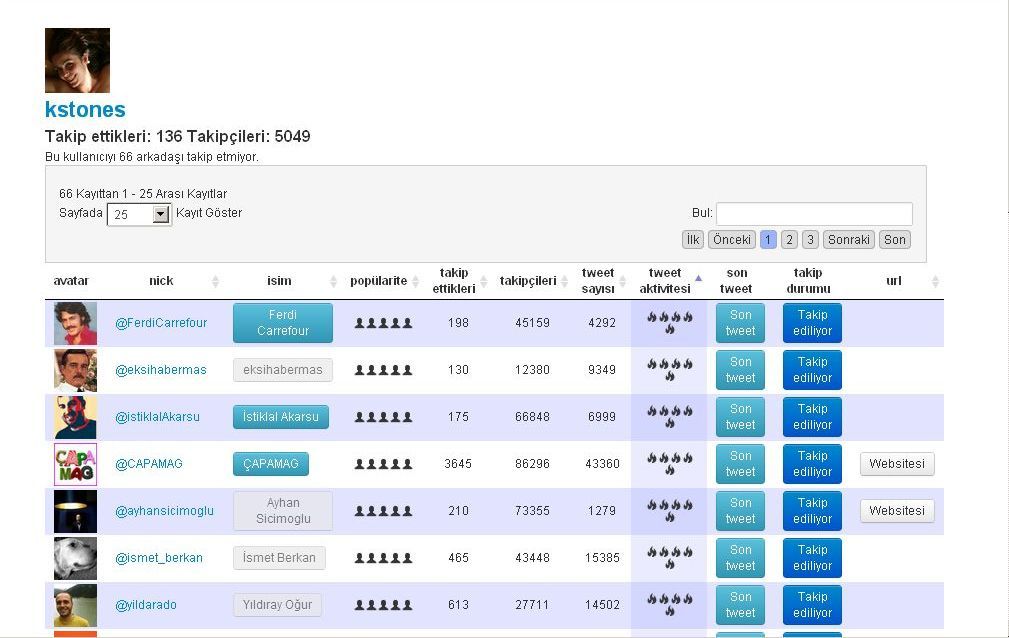 kstones
Takip ettikleri: 136 Takipçileri: 5049
Bu kullanıcıyı 66 arkadaşı takip etmiyor.
66 Kayıttan 1 - 25 Arası Kayıtlar
Sayfada 25 Kayıt Göster
Bul:
İlk Önceki 1 2 3 Sonraki Son
avatar nick isim popülarite takip ettikleri takipçileri tweet sayısı tweet aktivitesi son tweet takip durumu url
@FerdiCarrefour Ferdi Carrefour 198 45159 4292 Son tweet Takip ediliyor
@eksihabermas eksihabermas 130 12380 9349 Son tweet Takip ediliyor
@istiklalAkarsu İstiklal Akarsu 175 66848 6999 Son tweet Takip ediliyor
CAPA MAG @CAPAMAG ÇAPAMAG 3645 86296 43360 Son tweet Takip ediliyor Websitesi
@ayhansicimoglu Ayhan Sicimoglu 210 73355 1279 Son tweet Takip ediliyor Websitesi
@ismet_berkan İsmet Berkan 465 43448 15385 Son tweet Takip ediliyor
@yildarado Yıldıray Oğur 613 27711 14502 Son tweet Takip ediliyor